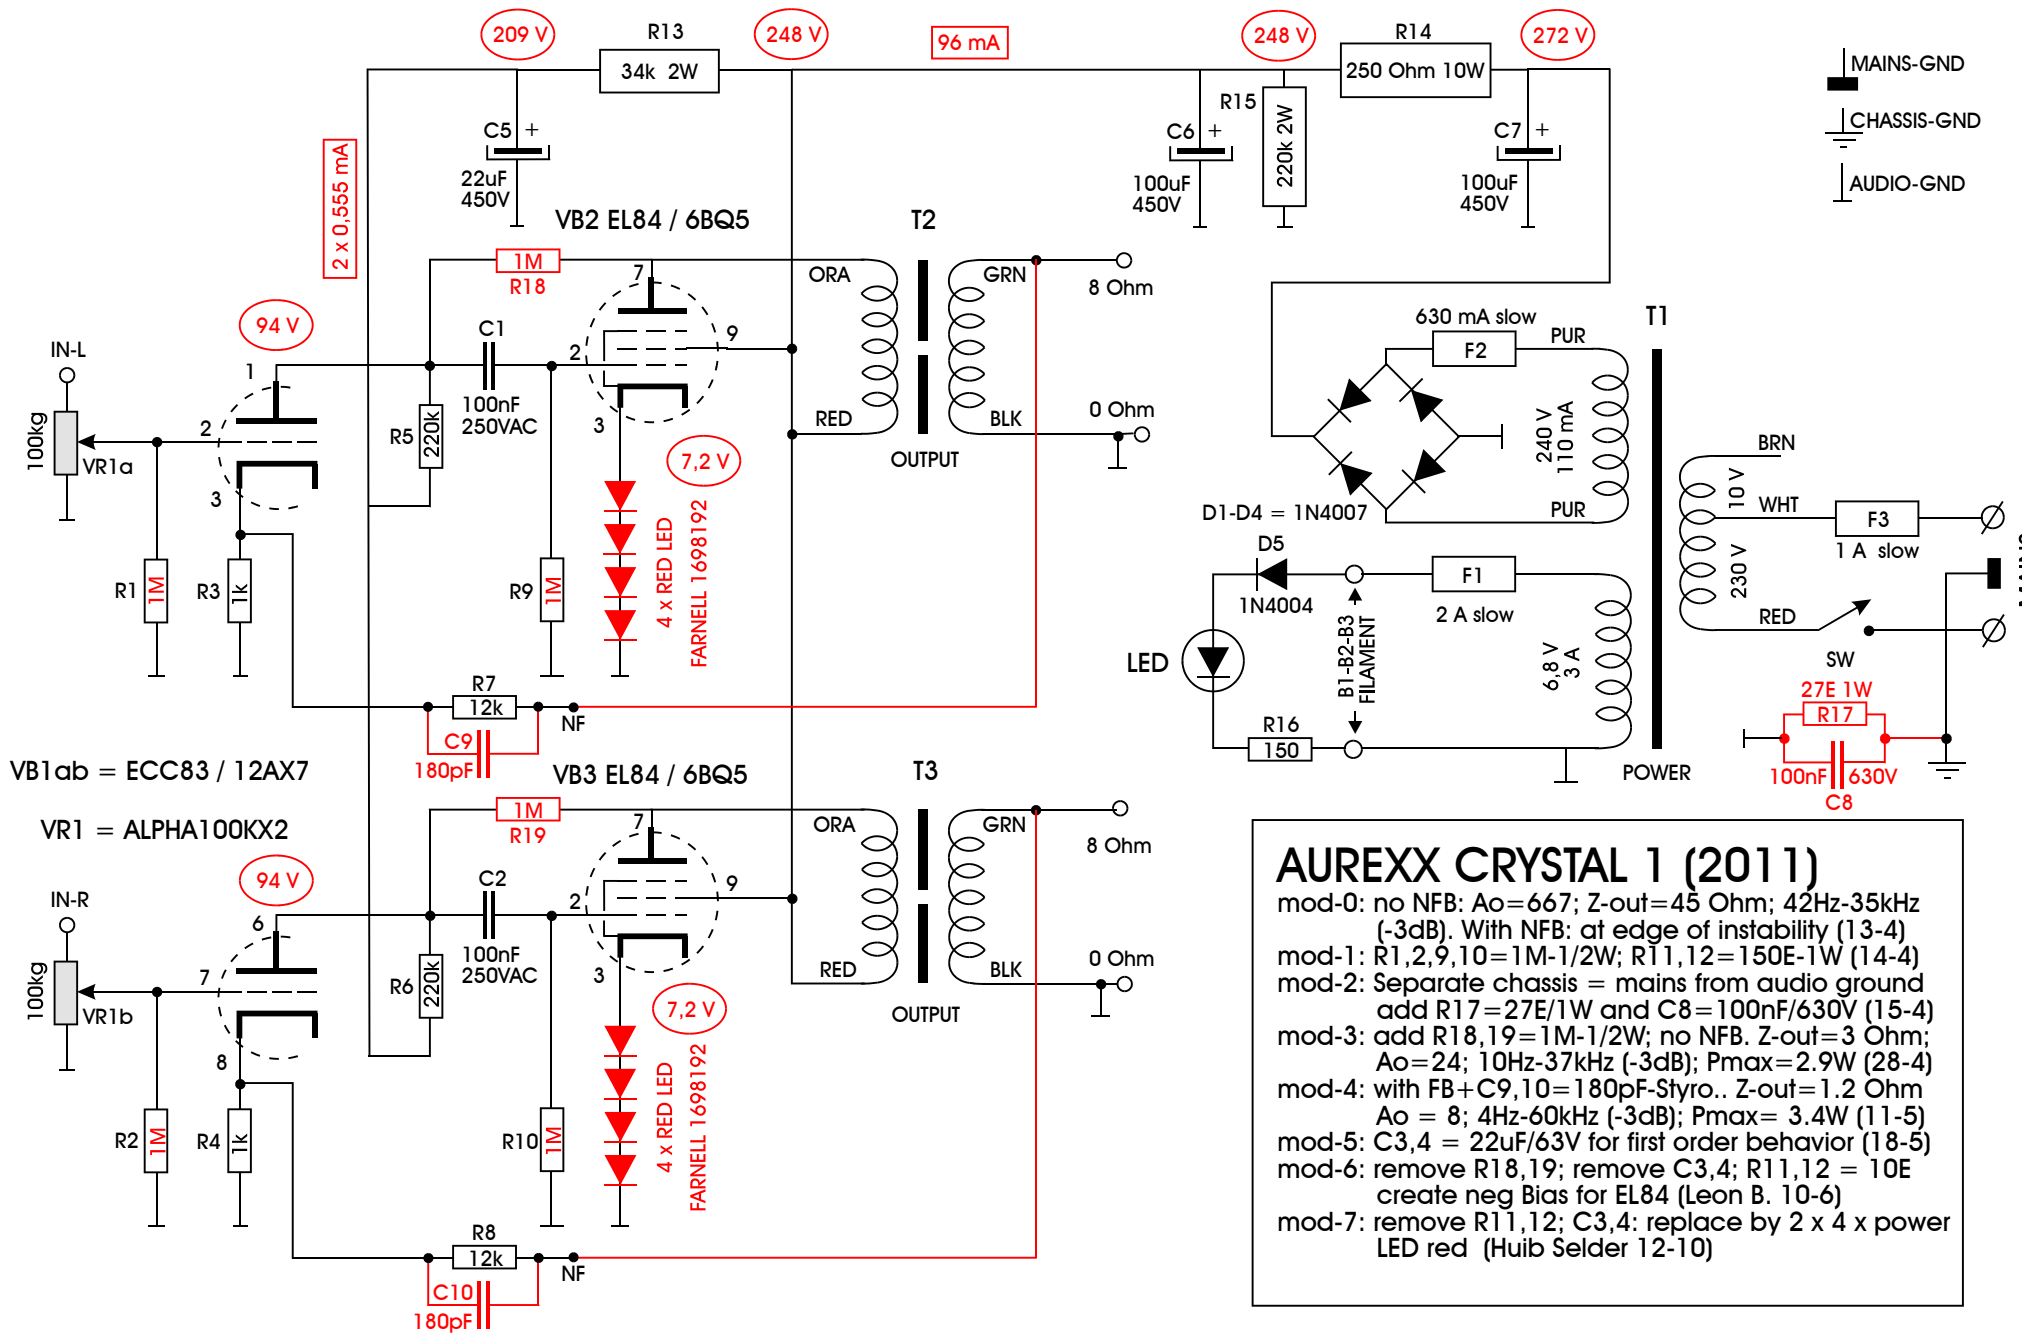 209 V
R13
34k 2W
248 V
96 mA
248 V
R14
250 Ohm 10W
272 V
MAINS-GND
CHASSIS-GND
AUDIO-GND
C5 +
22uF
450V
C6 +
100uF
450V
R15
220k 2W
C7 +
100uF
450V
2 x 0,555 mA
VB2 EL84 / 6BQ5
T2
1M
R18
7
ORA
GRN
8 Ohm
94 V
C1
100nF
250VAC
2
9
3
IN-L
100kg
VR1a
1
2
3
R5
220k
RED
BLK
0 Ohm
OUTPUT
7,2 V
4 x RED LED
FARNELL 1698192
R1
1M
R3
1k
R9
1M
R7
12k
NF
C9
180pF
630 mA slow
F2
PUR
T1
240 V
110 mA
PUR
D1-D4 = 1N4007
BRN
10 V
WHT
F3
1 A slow
230 V
RED
SW
D5
1N4004
F1
2 A slow
LED
B1-B2-B3
FILAMENT
6,8 V
3 A
R16
150
POWER
27E 1W
R17
100nF
630V
C8
VB1ab = ECC83 / 12AX7
VR1 = ALPHA100KX2
VB3 EL84 / 6BQ5
T3
1M
R19
7
ORA
GRN
8 Ohm
94 V
C2
100nF
250VAC
2
9
3
IN-R
100kg
VR1b
6
7
8
R6
220k
RED
BLK
0 Ohm
OUTPUT
7,2 V
4 x RED LED
FARNELL 1698192
R2
1M
R4
1k
R10
1M
R8
12k
NF
C10
180pF
AUREXX CRYSTAL 1 (2011)
mod-0: no NFB: Ao=667; Z-out=45 Ohm; 42Hz-35kHz
(-3dB). With NFB: at edge of instability (13-4)
mod-1: R1,2,9,10=1M-1/2W; R11,12=150E-1W (14-4)
mod-2: Separate chassis = mains from audio ground
add R17=27E/1W and C8=100nF/630V (15-4)
mod-3: add R18,19=1M-1/2W; no NFB. Z-out=3 Ohm;
Ao=24; 10Hz-37kHz (-3dB); Pmax=2.9W (28-4)
mod-4: with FB+C9,10=180pF-Styro.. Z-out=1.2 Ohm
Ao = 8; 4Hz-60kHz (-3dB); Pmax= 3.4W (11-5)
mod-5: C3,4 = 22uF/63V for first order behavior (18-5)
mod-6: remove R18,19; remove C3,4; R11,12 = 10E
create neg Bias for EL84 (Leon B. 10-6)
mod-7: remove R11,12; C3,4: replace by 2 x 4 x power
LED red (Huib Selder 12-10)